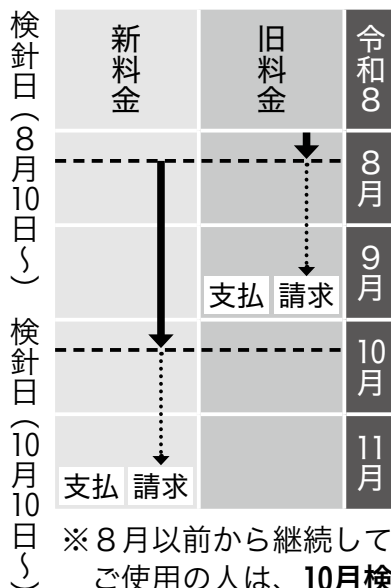 令和8
8月
9月
10月
11月
旧料金
請求
支払
新料金
請求
支払
検針日（8月10日〜）
検針日（10月10日〜）
※８月以前から継続して
ご使用の人は、10月検